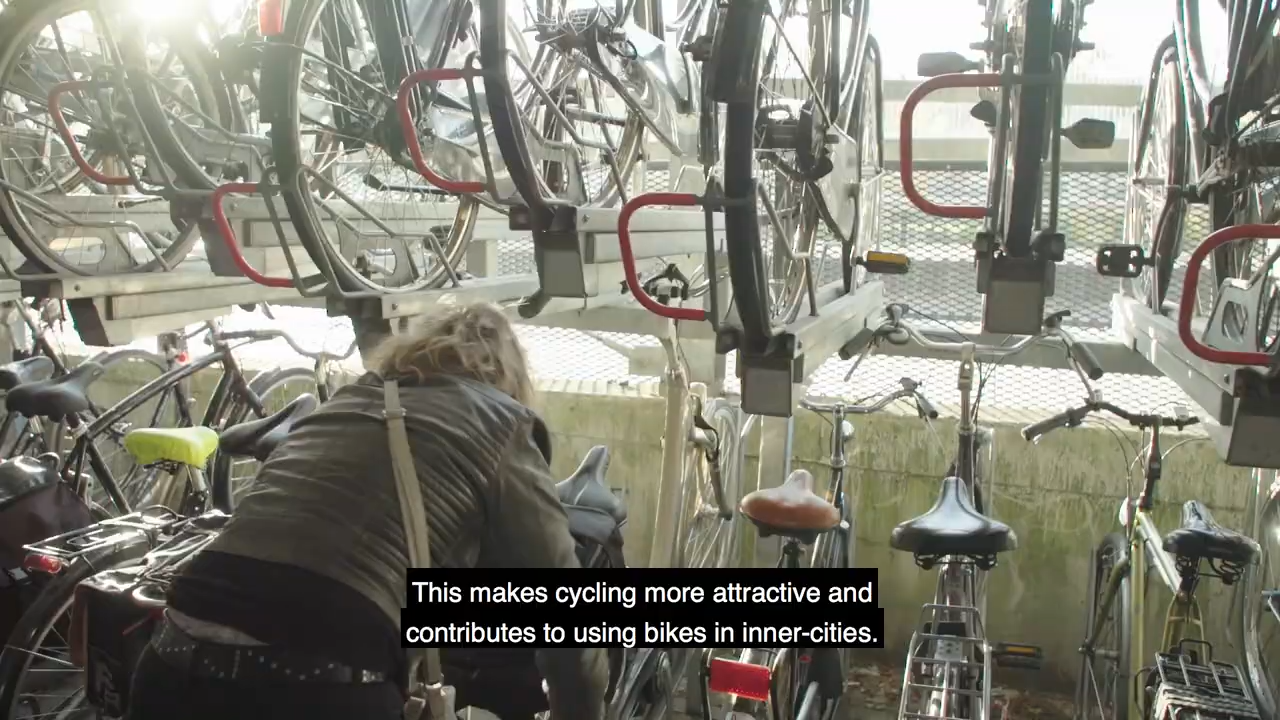 This makes cycling more attractive and
contributes to using bikes in inner-cities.